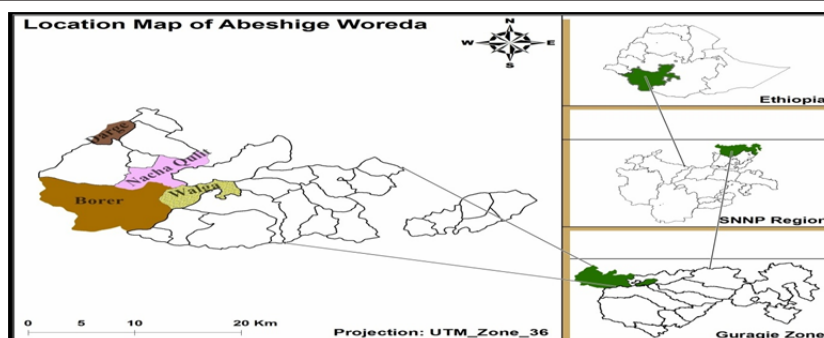 Location Map of Abeshige Woreda
N
W E
S
Darge
Nacha Qulit
Walga
Borer
0 5 10 20 Km
Projection: UTM_Zone_36
Ethiopia
SNNP Region
Guragie Zone